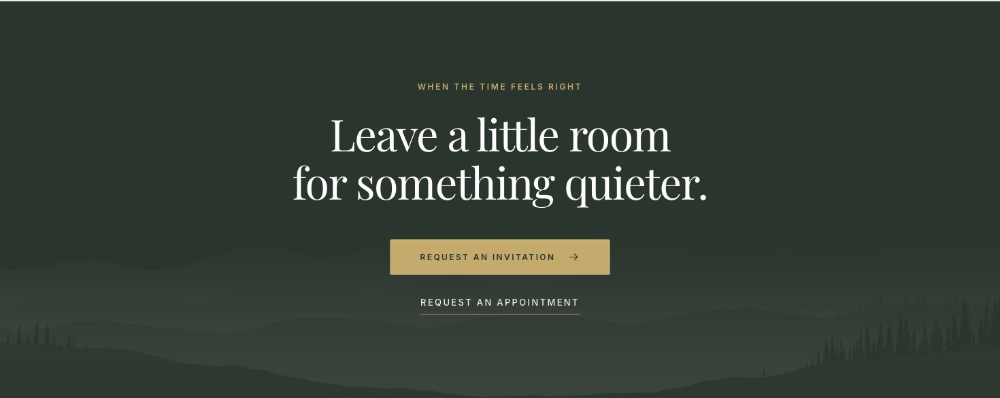 WHEN THE TIME FEELS RIGHT
Leave a little room
for something quieter.
REQUEST AN INVITATION →
REQUEST AN APPOINTMENT